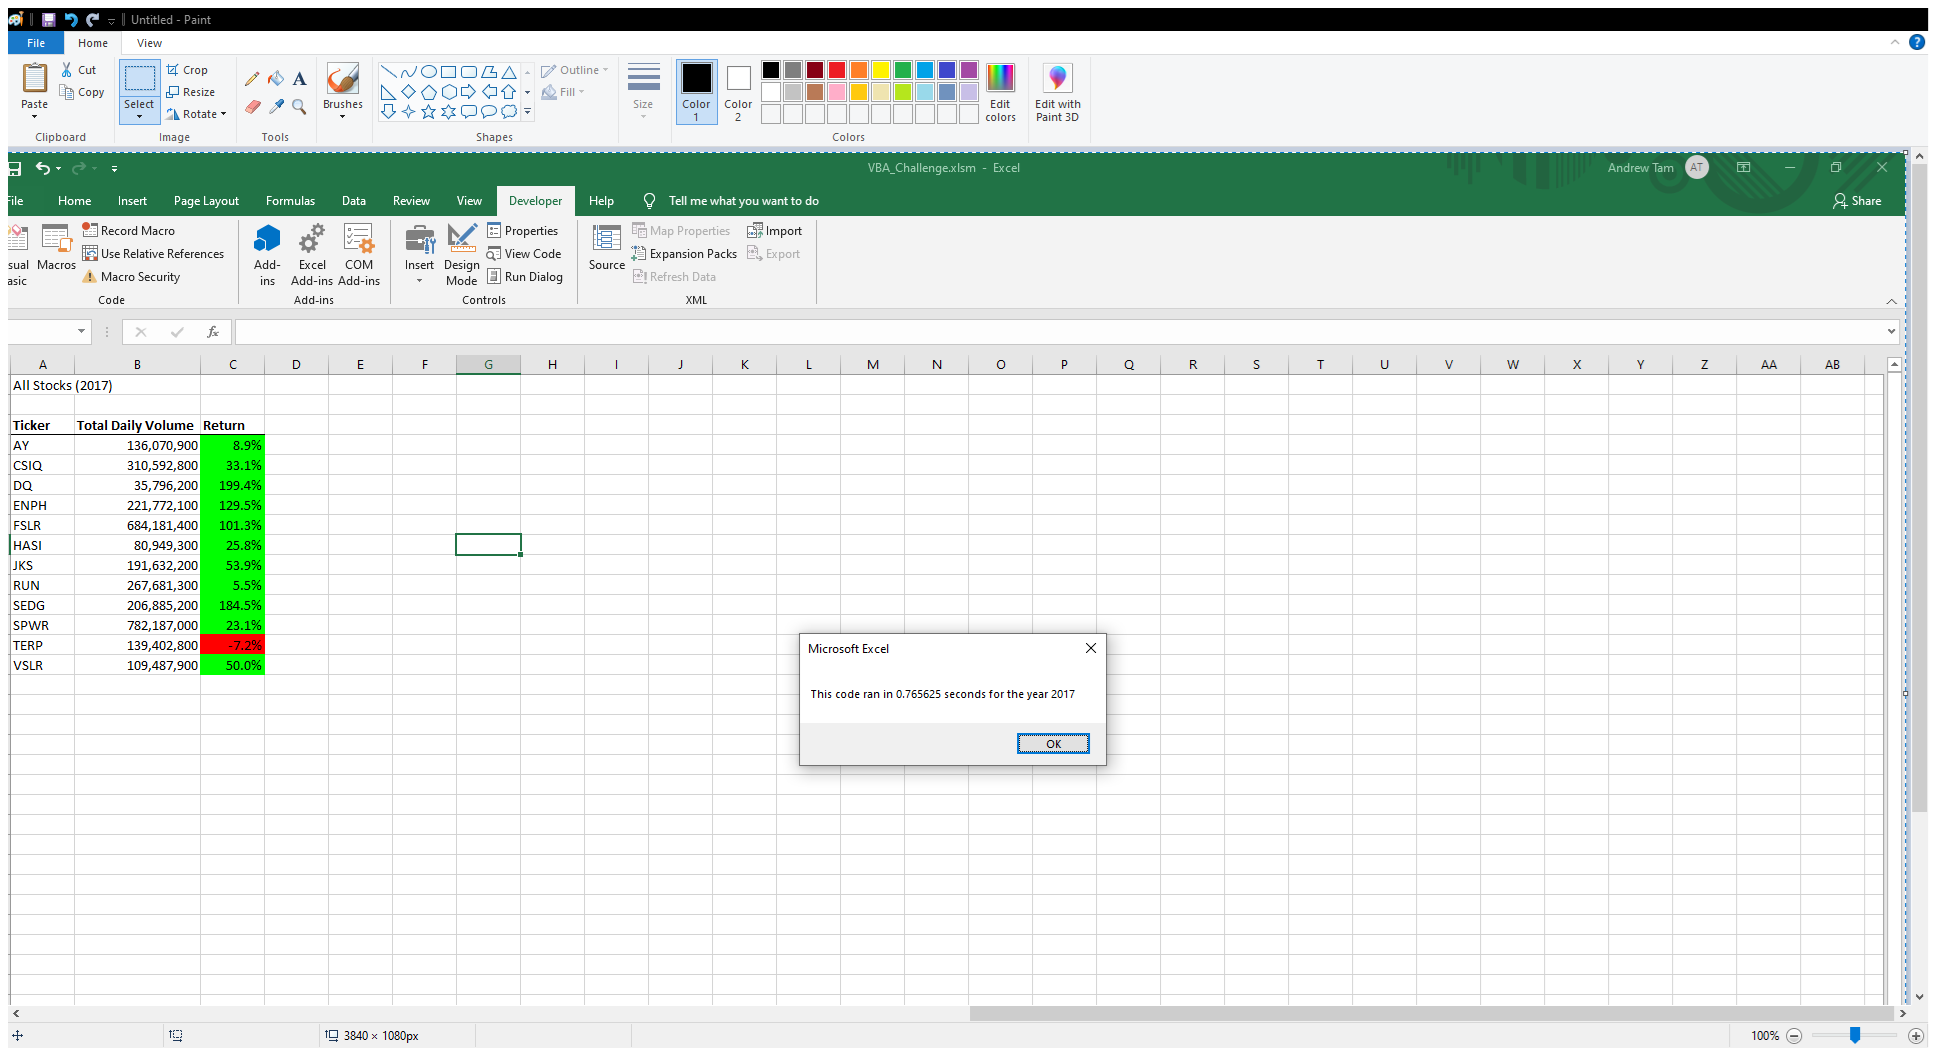 Untitled - Paint
File Home View
Paste Cut Copy
Clipboard
Select Crop Resize Rotate
Image
Tools
Brushes
Shapes
Outline
Fill
Size
Color 1
Color 2
Colors
Edit colors
Edit with Paint 3D
VBA_Challenge.xlsm - Excel
Andrew Tam AT
File Home Insert Page Layout Formulas Data Review View Developer Help Tell me what you want to do Share
Macros
Record Macro
Use Relative References
Macro Security
Code
Add-ins
Excel Add-ins
COM Add-ins
Add-ins
Insert
Design Mode
Properties
View Code
Run Dialog
Controls
Source
Map Properties
Expansion Packs
Refresh Data
Import
Export
XML
fx
A B C D E F G H I J K L M N O P Q R S T U V W X Y Z AA AB
All Stocks (2017)
Ticker Total Daily Volume Return
AY 136,070,900 8.9%
CSIQ 310,592,800 33.1%
DQ 35,796,200 199.4%
ENPH 221,772,100 129.5%
FSLR 684,181,400 101.3%
HASI 80,949,300 25.8%
JKS 191,632,200 53.9%
RUN 267,681,300 5.5%
SEDG 206,885,200 184.5%
SPWR 782,187,000 23.1%
TERP 139,402,800 -7.2%
VSLR 109,487,900 50.0%
Microsoft Excel
This code ran in 0.765625 seconds for the year 2017
OK
3840 × 1080px
100%